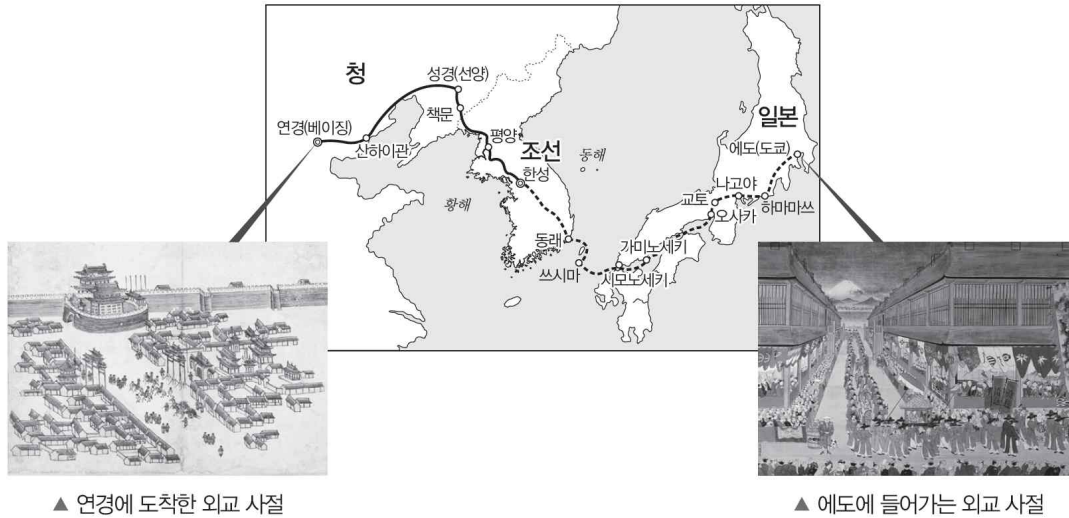 청
성경(선양)
책문
연경(베이징)
산하이관
평양
조선
한성
동해
황해
일본
에도(도쿄)
나고야
교토
오사카
하마마쓰
동래
가미노세키
쓰시마
시모노세키
▲ 연경에 도착한 외교 사절
▲ 에도에 들어가는 외교 사절